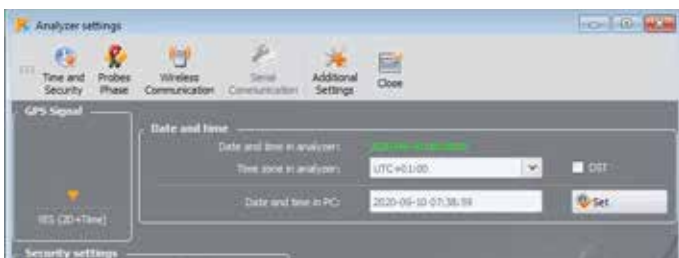 Analyzer settings
Time and Security
Probes Phase
Wireless Communication
Serial Communication
Additional Settings
Close
GPS Signal
YES (2D+Time)
Date and time
Date and time in analyzer:
Time zone in analyzer:
UTC+01:00
DST
Date and time in PC:
2020-09-10 07:38:59
Set
Security settings